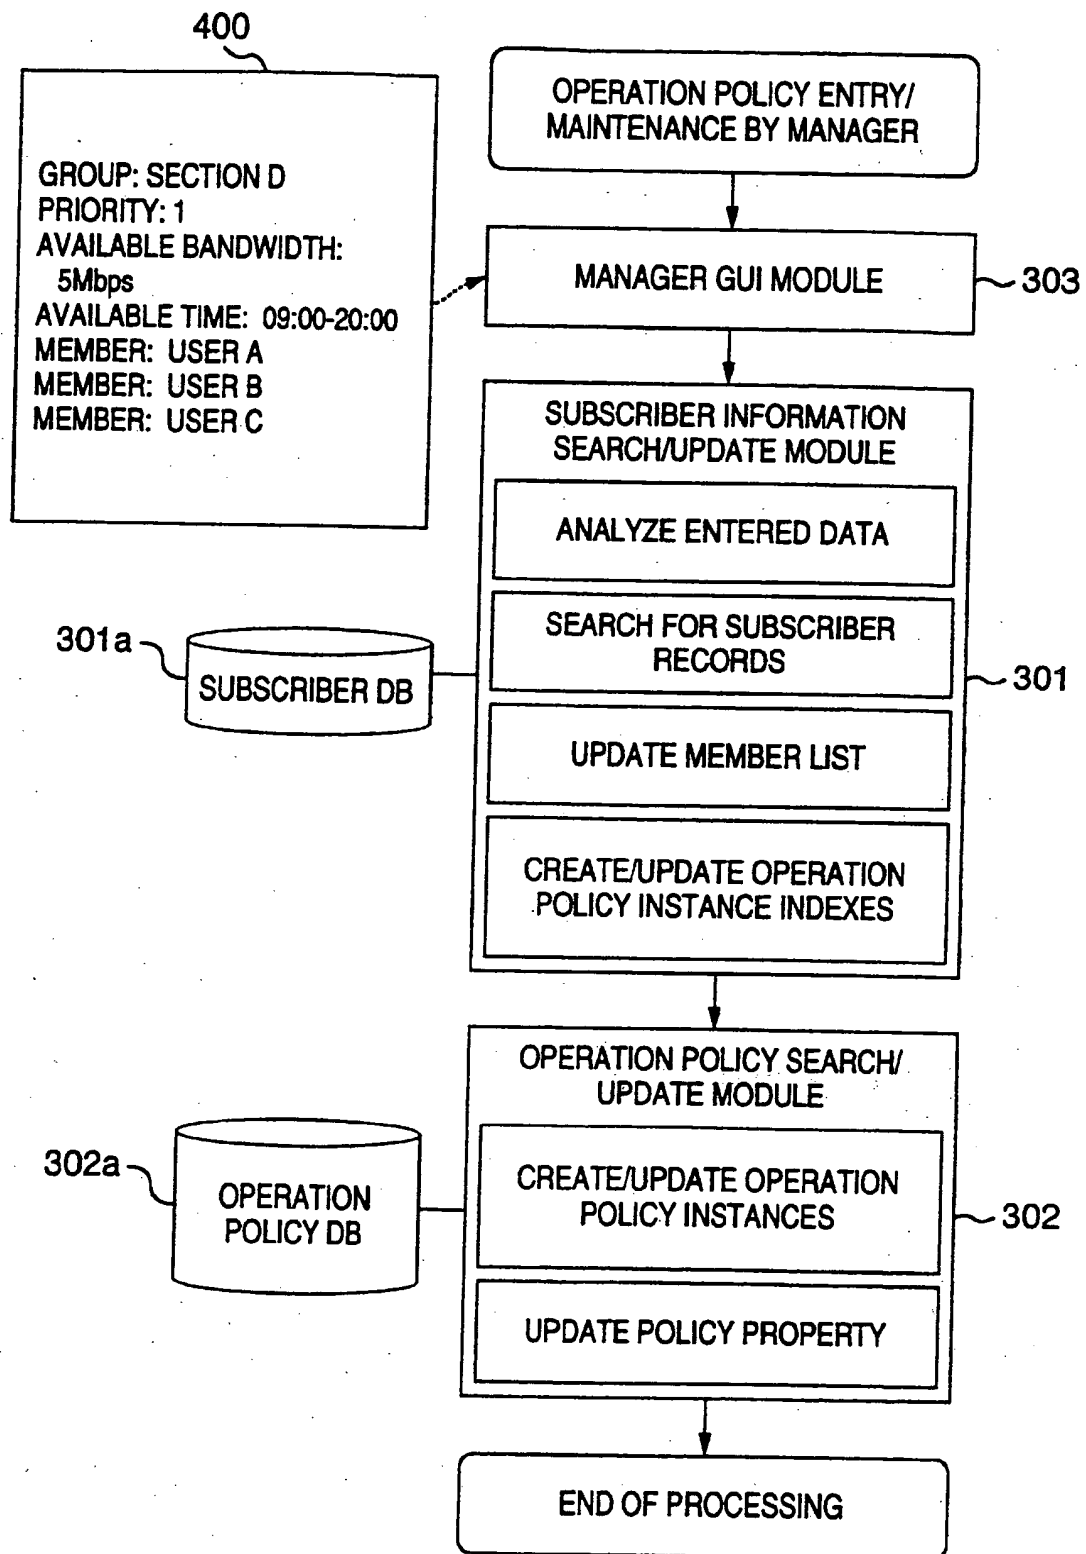 400
OPERATION POLICY ENTRY/
MAINTENANCE BY MANAGER
GROUP: SECTION D
PRIORITY: 1
AVAILABLE BANDWIDTH:
5Mbps
AVAILABLE TIME: 09:00-20:00
MEMBER: USER A
MEMBER: USER B
MEMBER: USER C
MANAGER GUI MODULE
303
SUBSCRIBER INFORMATION
SEARCH/UPDATE MODULE
ANALYZE ENTERED DATA
SEARCH FOR SUBSCRIBER
RECORDS
UPDATE MEMBER LIST
CREATE/UPDATE OPERATION
POLICY INSTANCE INDEXES
301
301a
SUBSCRIBER DB
OPERATION POLICY SEARCH/
UPDATE MODULE
CREATE/UPDATE OPERATION
POLICY INSTANCES
UPDATE POLICY PROPERTY
302
302a
OPERATION
POLICY DB
END OF PROCESSING